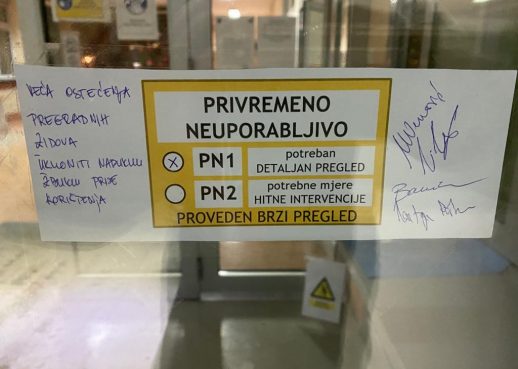 VEĆA OSTEĆENJA
PREGRADNIH
ZIDOVA
UKLONITI NAPUKLU
ŽBUKU PRIJE
KORIŠTENJA
PRIVREMENO
NEUPORABLJIVO
PN1 potreban
DETALJAN PREGLED
PN2 potrebne mjere
HITNE INTERVENCIJE
PROVEDEN BRZI PREGLED